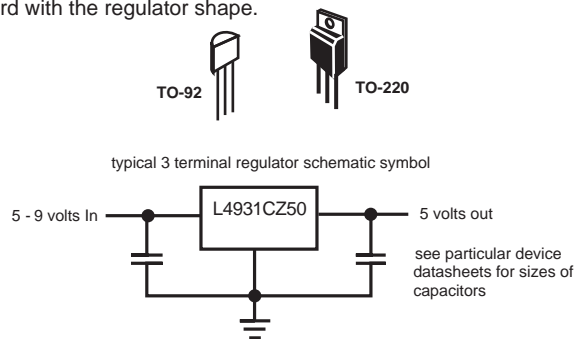 with the regulator shape.
TO-92
TO-220
typical 3 terminal regulator schematic symbol
5 - 9 volts In
L4931CZ50
5 volts out
see particular device
datasheets for sizes of
capacitors